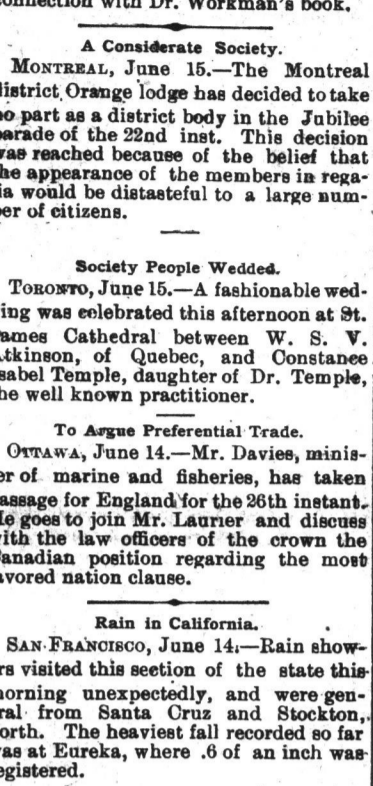 connection with Dr. Workman's book.
A Considerate Society.
MONTREAL, June 15.—The Montreal
district Orange lodge has decided to take
no part as a district body in the Jubilee
parade of the 22nd inst. This decision
was reached because of the belief that
the appearance of the members in rega-
lia would be distasteful to a large num-
ber of citizens.
Society People Wedded.
TORONTO, June 15.—A fashionable wed-
ding was celebrated this afternoon at St.
James Cathedral between W. S. V.
Atkinson, of Quebec, and Constance
Isabel Temple, daughter of Dr. Temple,
the well known practitioner.
To Argue Preferential Trade.
OTTAWA, June 14.—Mr. Davies, minis-
ter of marine and fisheries, has taken
passage for England for the 26th instant.
He goes to join Mr. Laurier and discuss
with the law officers of the crown the
Canadian position regarding the most
favored nation clause.
Rain in California.
SAN FRANCISCO, June 14.—Rain show-
ers visited this section of the state this
morning unexpectedly, and were gen-
eral from Santa Cruz and Stockton,
north. The heaviest fall recorded so far
was at Eureka, where .6 of an inch was
registered.